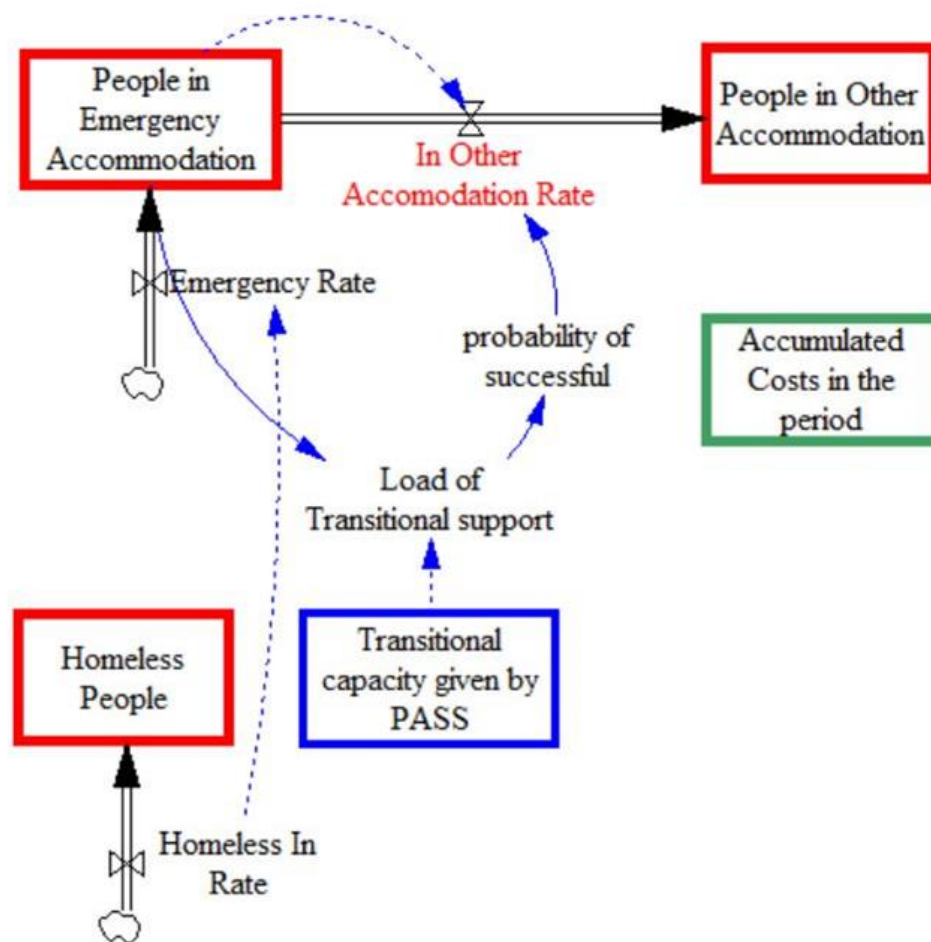 People in
Emergency
Accommodation
People in Other
Accommodation
In Other
Accomodation Rate
Emergency Rate
probability of
successful
Accumulated
Costs in the
period
Load of
Transitional support
Homeless
People
Transitional
capacity given by
PASS
Homeless In
Rate